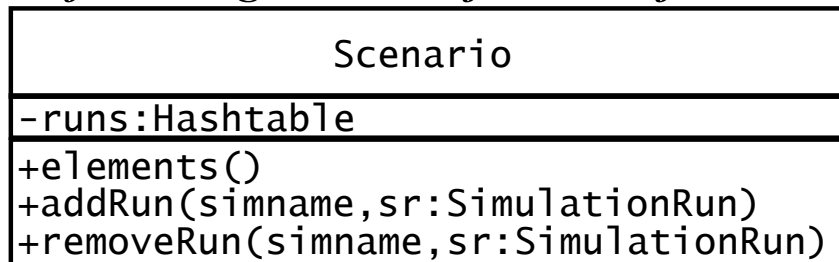 Scenario
-runs:Hashtable
+elements()
+addRun(simname,sr:SimulationRun)
+removeRun(simname,sr:SimulationRun)